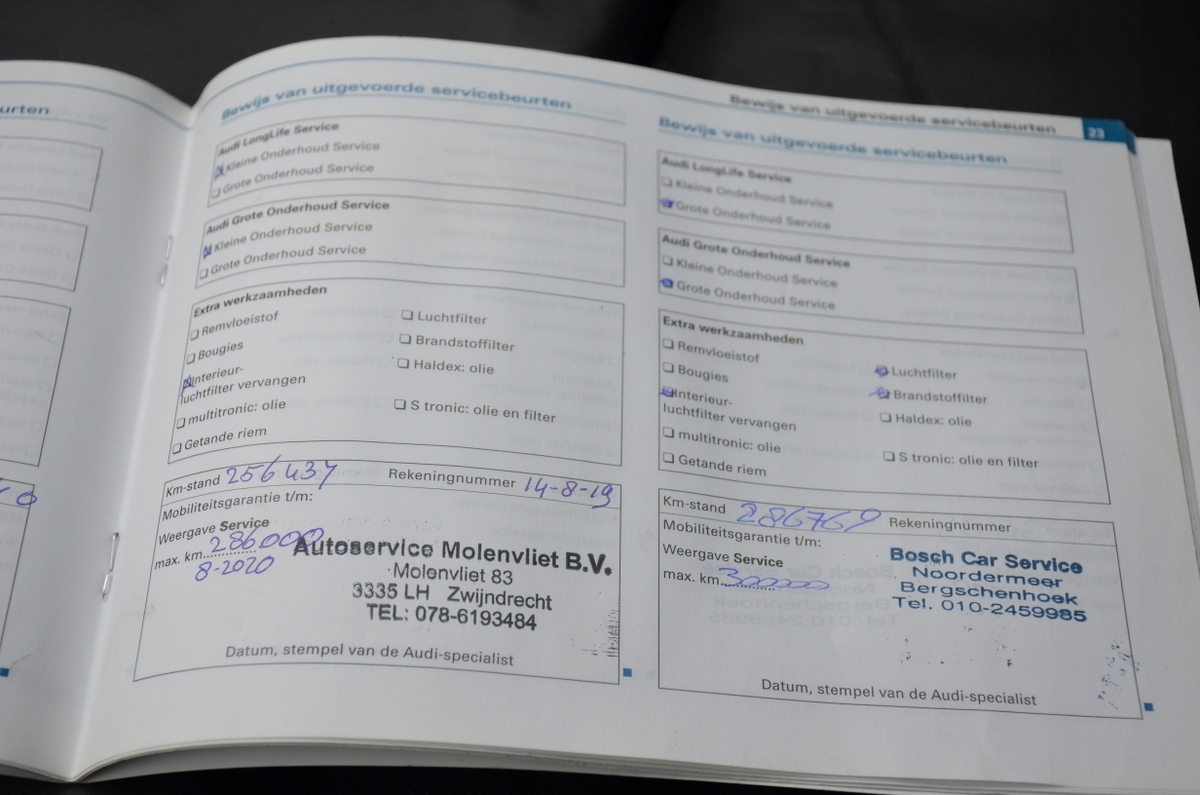 urten
Bewijs van uitgevoerde servicebeurten
Audi LongLife Service
Kleine Onderhoud Service
Grote Onderhoud Service
Audi Grote Onderhoud Service
Kleine Onderhoud Service
Grote Onderhoud Service
Extra werkzaamheden
Remvloeistof
Luchtfilter
Bougies
Brandstoffilter
Interieur-
luchtfilter vervangen
Haldex: olie
multitronic: olie
S tronic: olie en filter
Getande riem
Km-stand 256437 Rekeningnummer 14-8-19
Mobiliteitsgarantie t/m:
Weergave Service
max. km. 286000
8-2020
Autoservice Molenvliet B.V.
Molenvliet 83
3335 LH Zwijndrecht
TEL: 078-6193484
Datum, stempel van de Audi-specialist
Bewijs van uitgevoerde servicebeurten 23
Bewijs van uitgevoerde servicebeurten
Audi LongLife Service
Kleine Onderhoud Service
Grote Onderhoud Service
Audi Grote Onderhoud Service
Kleine Onderhoud Service
Grote Onderhoud Service
Extra werkzaamheden
Remvloeistof
Luchtfilter
Bougies
Brandstoffilter
Interieur-
luchtfilter vervangen
Haldex: olie
multitronic: olie
S tronic: olie en filter
Getande riem
Km-stand 286769 Rekeningnummer
Mobiliteitsgarantie t/m:
Weergave Service
max. km. 300000
Bosch Car Service
Noordermeer
Bergschenhoek
Tel. 010-2459985
Datum, stempel van de Audi-specialist